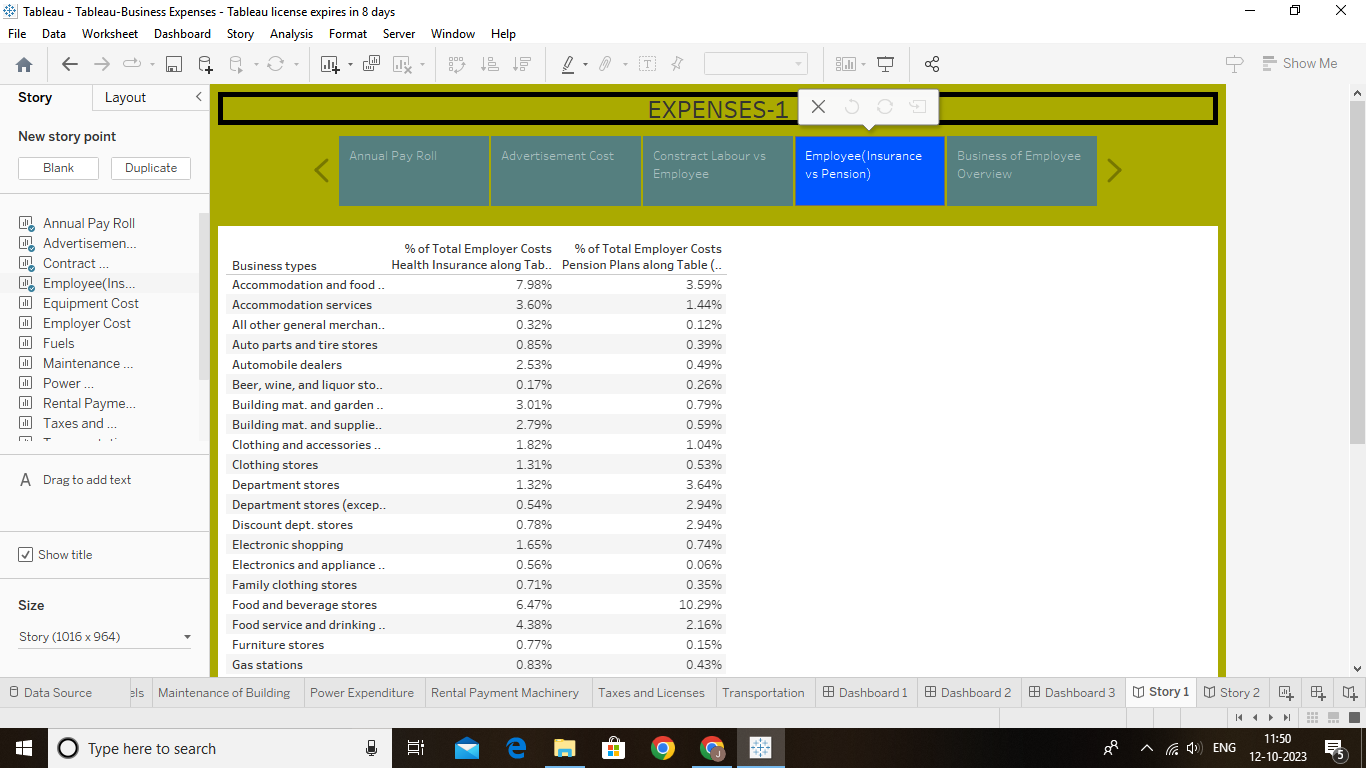 Tableau - Tableau-Business Expenses - Tableau license expires in 8 days
File Data Worksheet Dashboard Story Analysis Format Server Window Help
Show Me
Story Layout
New story point
Blank Duplicate
Annual Pay Roll
Advertisemen...
Contract ...
Employee(Ins...
Equipment Cost
Employer Cost
Fuels
Maintenance ...
Power ...
Rental Payme...
Taxes and ...
A Drag to add text
Show title
Size
Story (1016 x 964)
EXPENSES-1
Annual Pay Roll
Advertisement Cost
Constract Labour vs
Employee
Employee(Insurance
vs Pension)
Business of Employee
Overview
% of Total Employer Costs % of Total Employer Costs
Business types Health Insurance along Tab.. Pension Plans along Table (..
Accommodation and food .. 7.98% 3.59%
Accommodation services 3.60% 1.44%
All other general merchan.. 0.32% 0.12%
Auto parts and tire stores 0.85% 0.39%
Automobile dealers 2.53% 0.49%
Beer, wine, and liquor sto.. 0.17% 0.26%
Building mat. and garden .. 3.01% 0.79%
Building mat. and supplie.. 2.79% 0.59%
Clothing and accessories .. 1.82% 1.04%
Clothing stores 1.31% 0.53%
Department stores 1.32% 3.64%
Department stores (excep.. 0.54% 2.94%
Discount dept. stores 0.78% 2.94%
Electronic shopping 1.65% 0.74%
Electronics and appliance .. 0.56% 0.06%
Family clothing stores 0.71% 0.35%
Food and beverage stores 6.47% 10.29%
Food service and drinking .. 4.38% 2.16%
Furniture stores 0.77% 0.15%
Gas stations 0.83% 0.43%
Data Source els Maintenance of Building Power Expenditure Rental Payment Machinery Taxes and Licenses Transportation Dashboard 1 Dashboard 2 Dashboard 3 Story 1 Story 2
Type here to search
ENG
11:50
12-10-2023
5